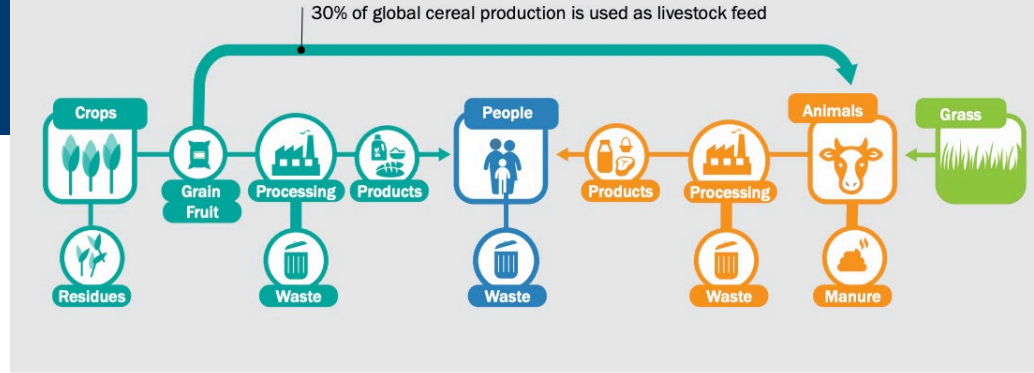 30% of global cereal production is used as livestock feed
Crops
People
Animals
Grass
Grain
Fruit
Processing
Products
Products
Processing
Residues
Waste
Waste
Waste
Manure